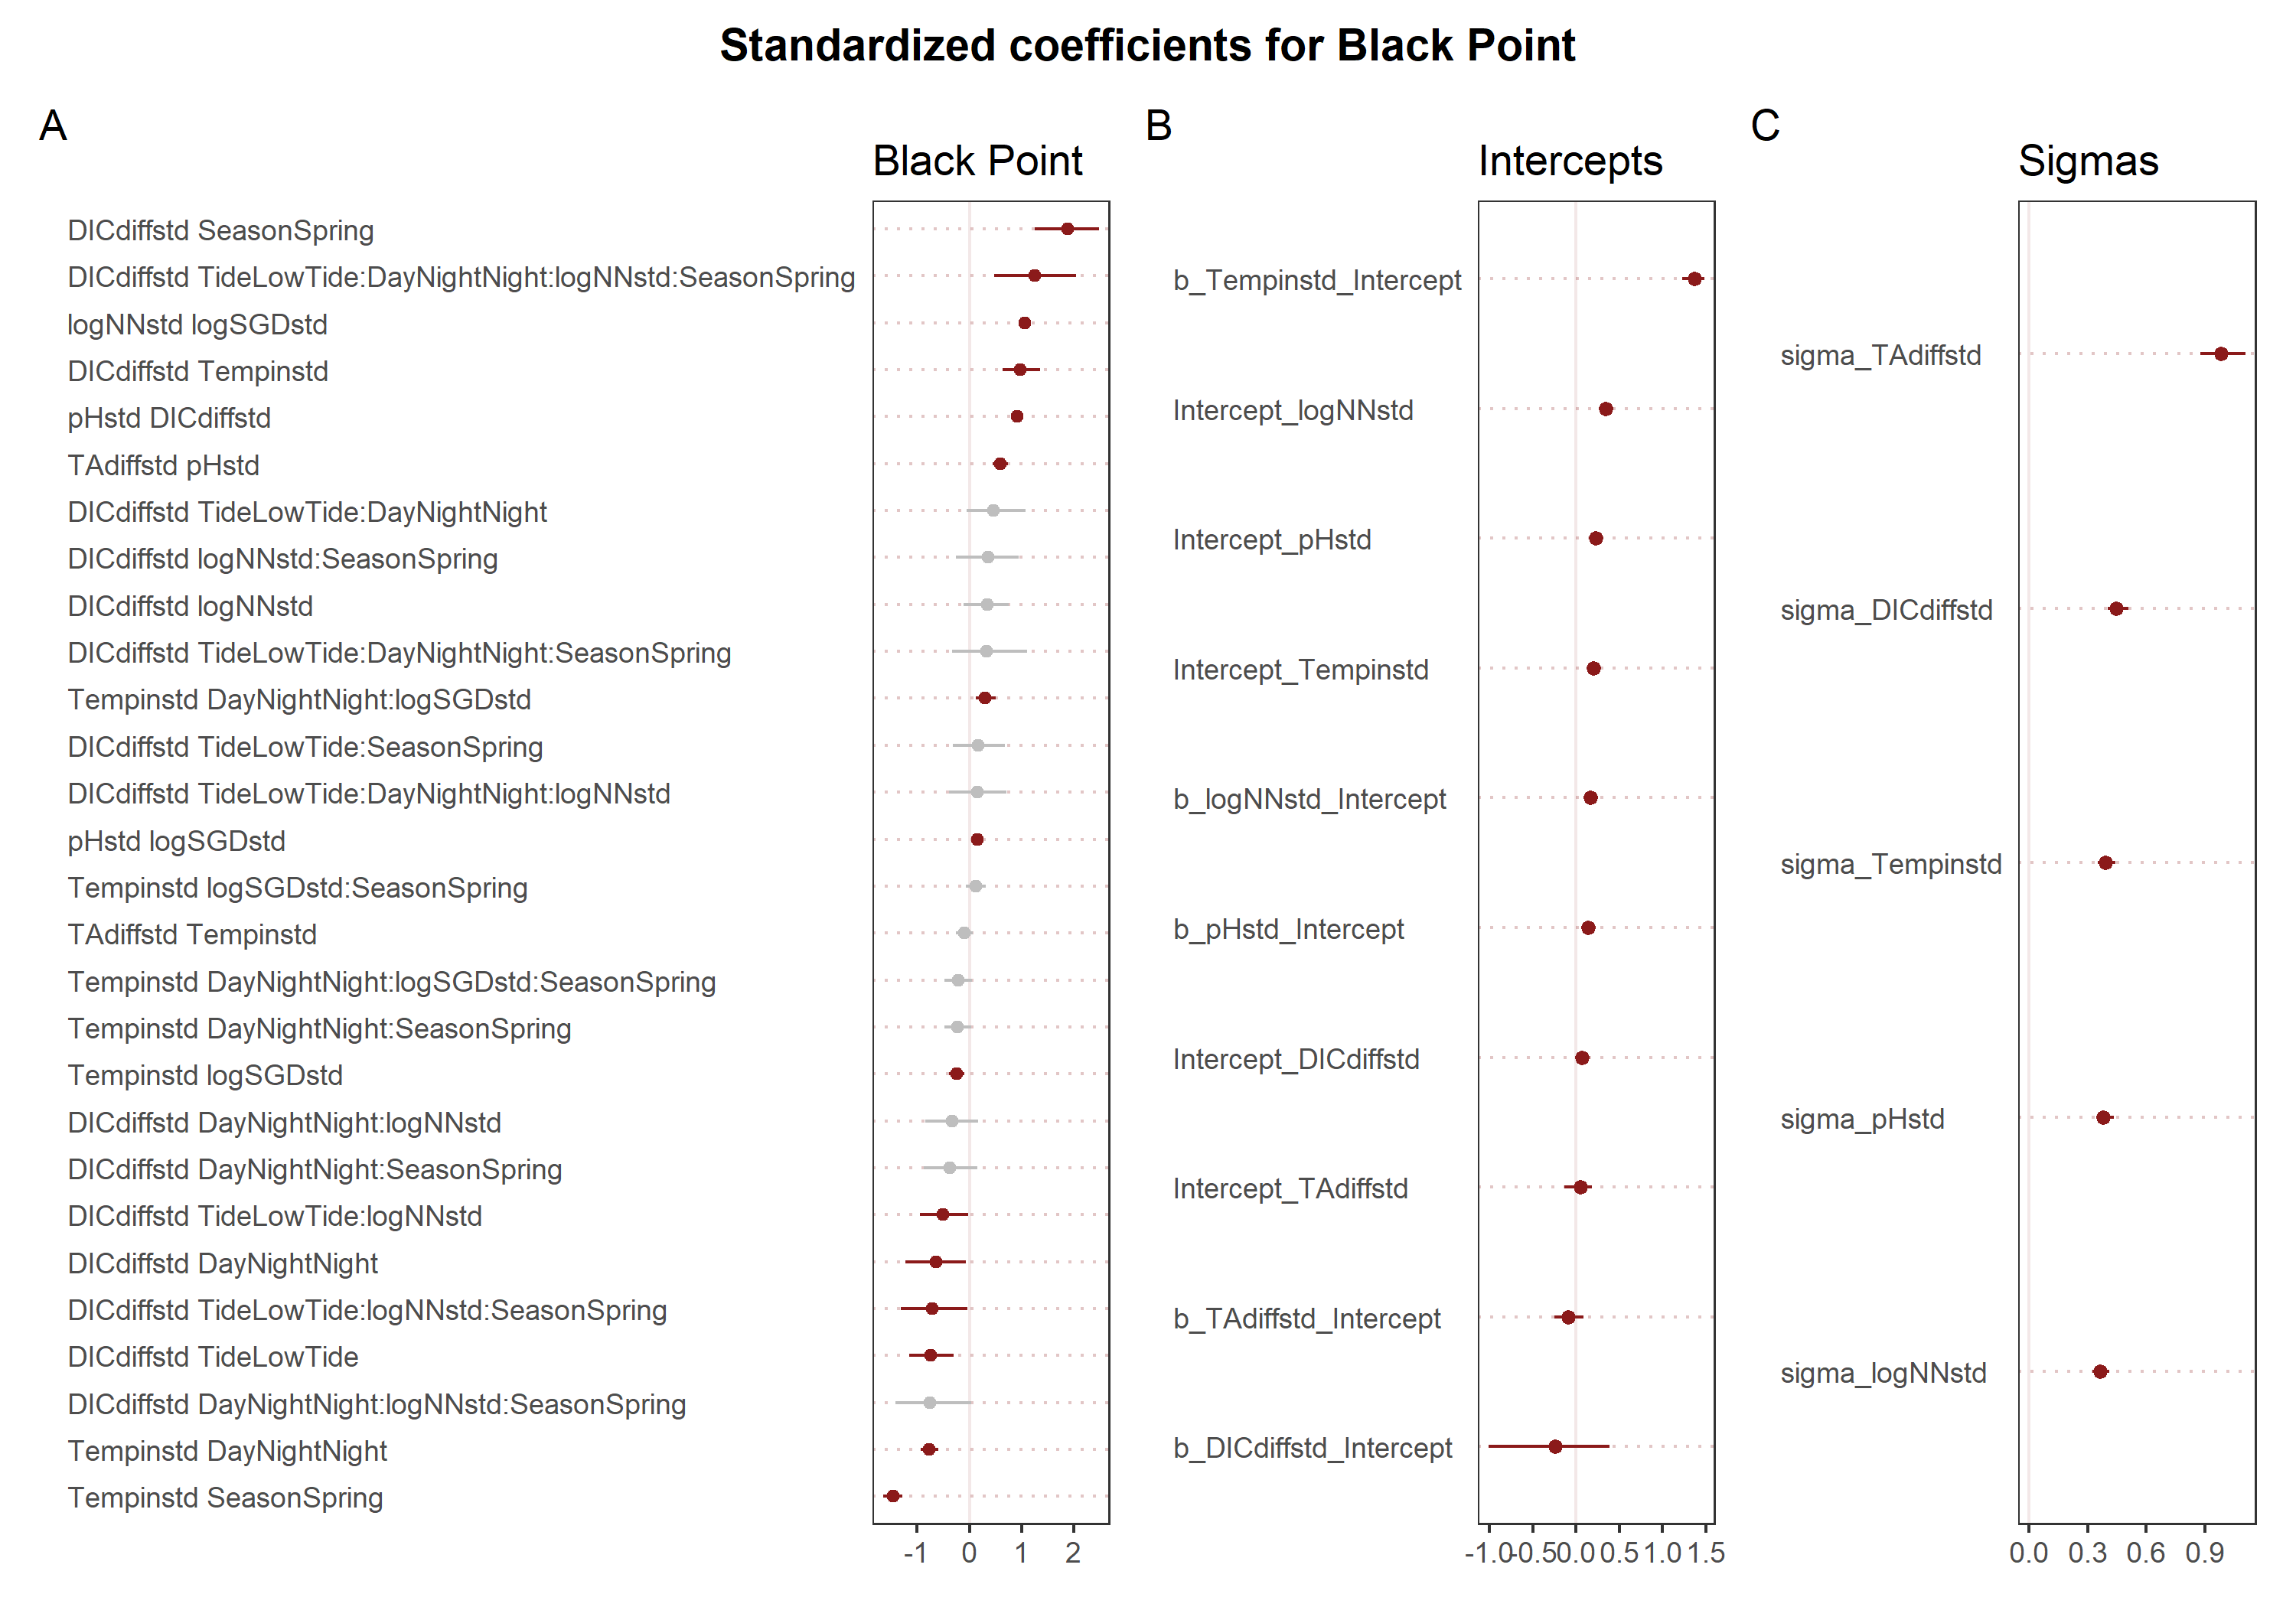 Standardized coefficients for Black Point
A
Black Point
DICdiffstd SeasonSpring
DICdiffstd TideLowTide:DayNightNight:logNNstd:SeasonSpring
logNNstd logSGDstd
DICdiffstd Tempinstd
pHstd DICdiffstd
TAdiffstd pHstd
DICdiffstd TideLowTide:DayNightNight
DICdiffstd logNNstd:SeasonSpring
DICdiffstd logNNstd
DICdiffstd TideLowTide:DayNightNight:SeasonSpring
Tempinstd DayNightNight:logSGDstd
DICdiffstd TideLowTide:SeasonSpring
DICdiffstd TideLowTide:DayNightNight:logNNstd
pHstd logSGDstd
Tempinstd logSGDstd:SeasonSpring
TAdiffstd Tempinstd
Tempinstd DayNightNight:logSGDstd:SeasonSpring
Tempinstd DayNightNight:SeasonSpring
Tempinstd logSGDstd
DICdiffstd DayNightNight:logNNstd
DICdiffstd DayNightNight:SeasonSpring
DICdiffstd TideLowTide:logNNstd
DICdiffstd DayNightNight
DICdiffstd TideLowTide:logNNstd:SeasonSpring
DICdiffstd TideLowTide
DICdiffstd DayNightNight:logNNstd:SeasonSpring
Tempinstd DayNightNight
Tempinstd SeasonSpring
-1 0 1 2
B
Intercepts
b_Tempinstd_Intercept
Intercept_logNNstd
Intercept_pHstd
Intercept_Tempinstd
b_logNNstd_Intercept
b_pHstd_Intercept
Intercept_DICdiffstd
Intercept_TAdiffstd
b_TAdiffstd_Intercept
b_DICdiffstd_Intercept
-1.0 -0.5 0.0 0.5 1.0 1.5
C
Sigmas
sigma_TAdiffstd
sigma_DICdiffstd
sigma_Tempinstd
sigma_pHstd
sigma_logNNstd
0.0 0.3 0.6 0.9